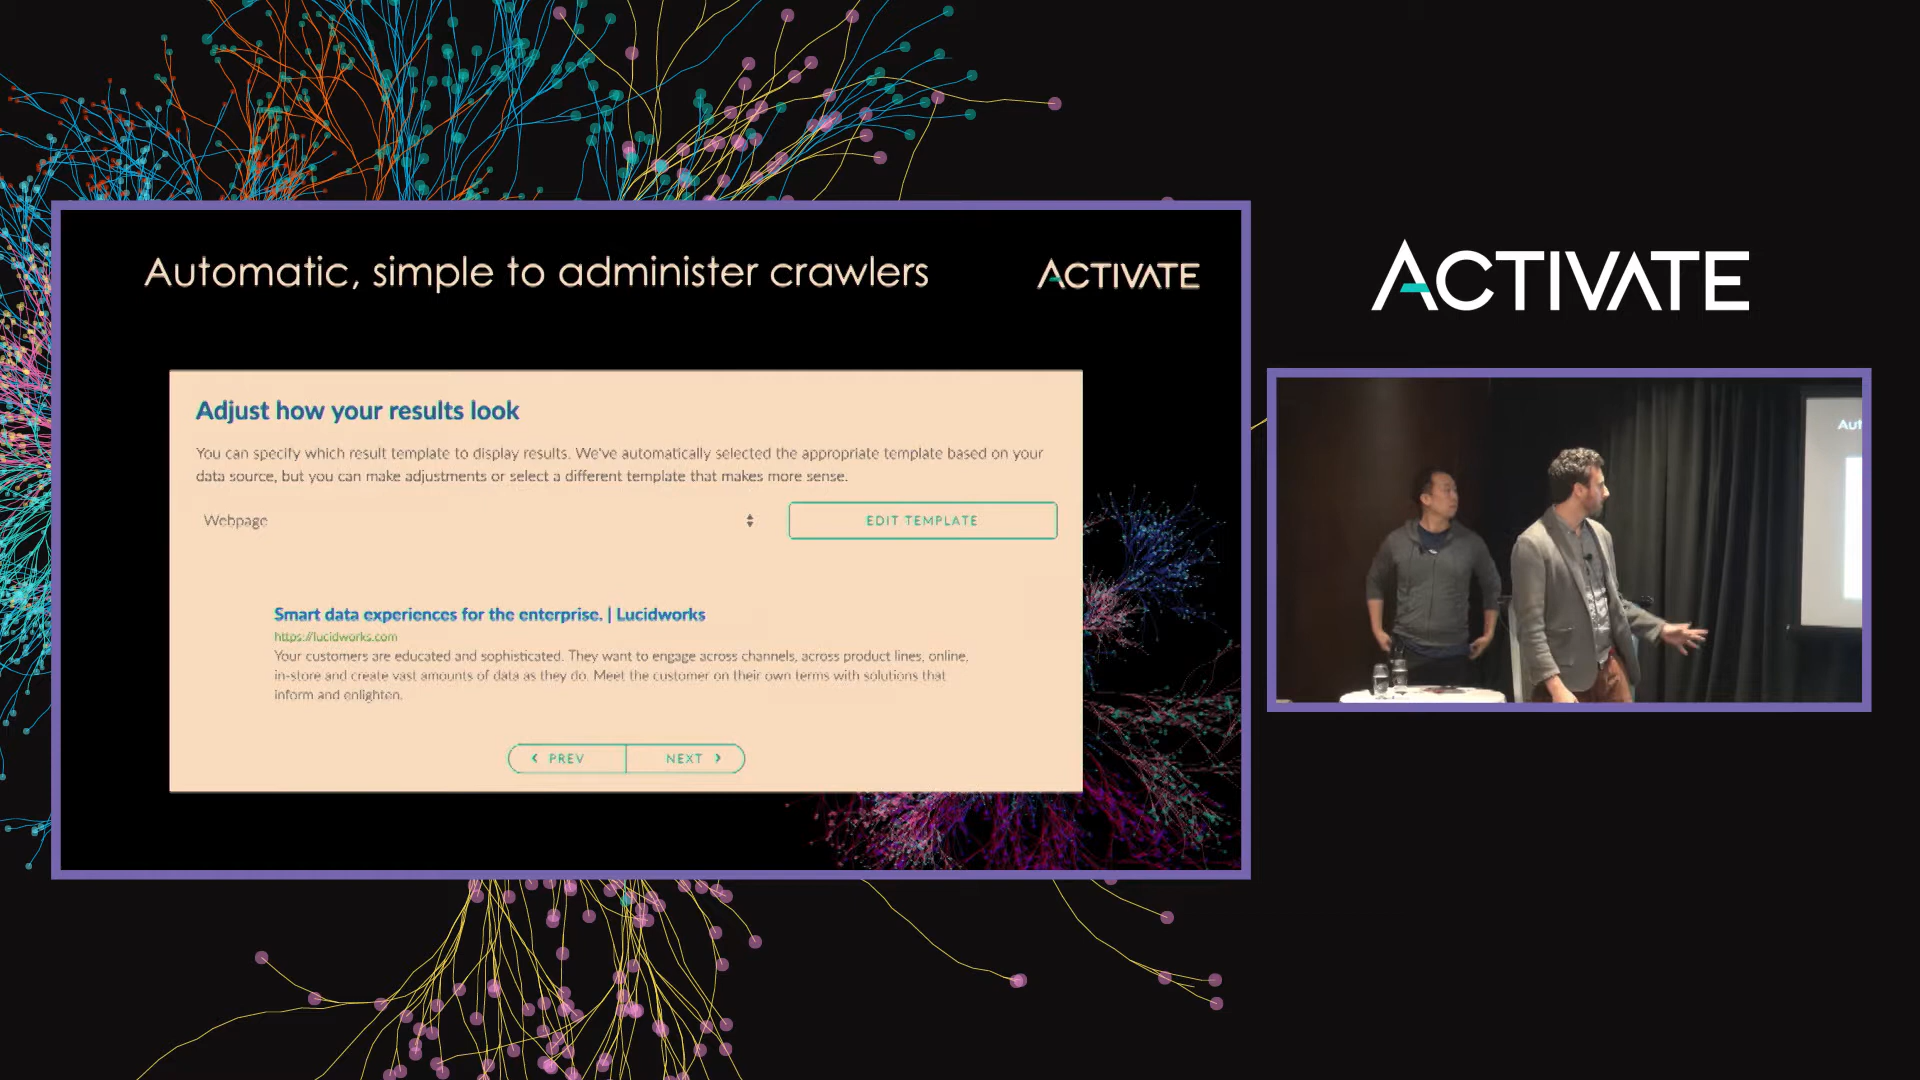 Automatic, simple to administer crawlers
ACTIVATE
Adjust how your results look
You can specify which result template to display results. We've automatically selected the appropriate template based on your
data source, but you can make adjustments or select a different template that makes more sense.
Webpage
EDIT TEMPLATE
Smart data experiences for the enterprise. | Lucidworks
https://lucidworks.com
Your customers are educated and sophisticated. They want to engage across channels, across product lines, online,
in-store and create vast amounts of data as they do. Meet the customer on their own terms with solutions that
inform and enlighten.
PREV
NEXT
ACTIVATE
Aut